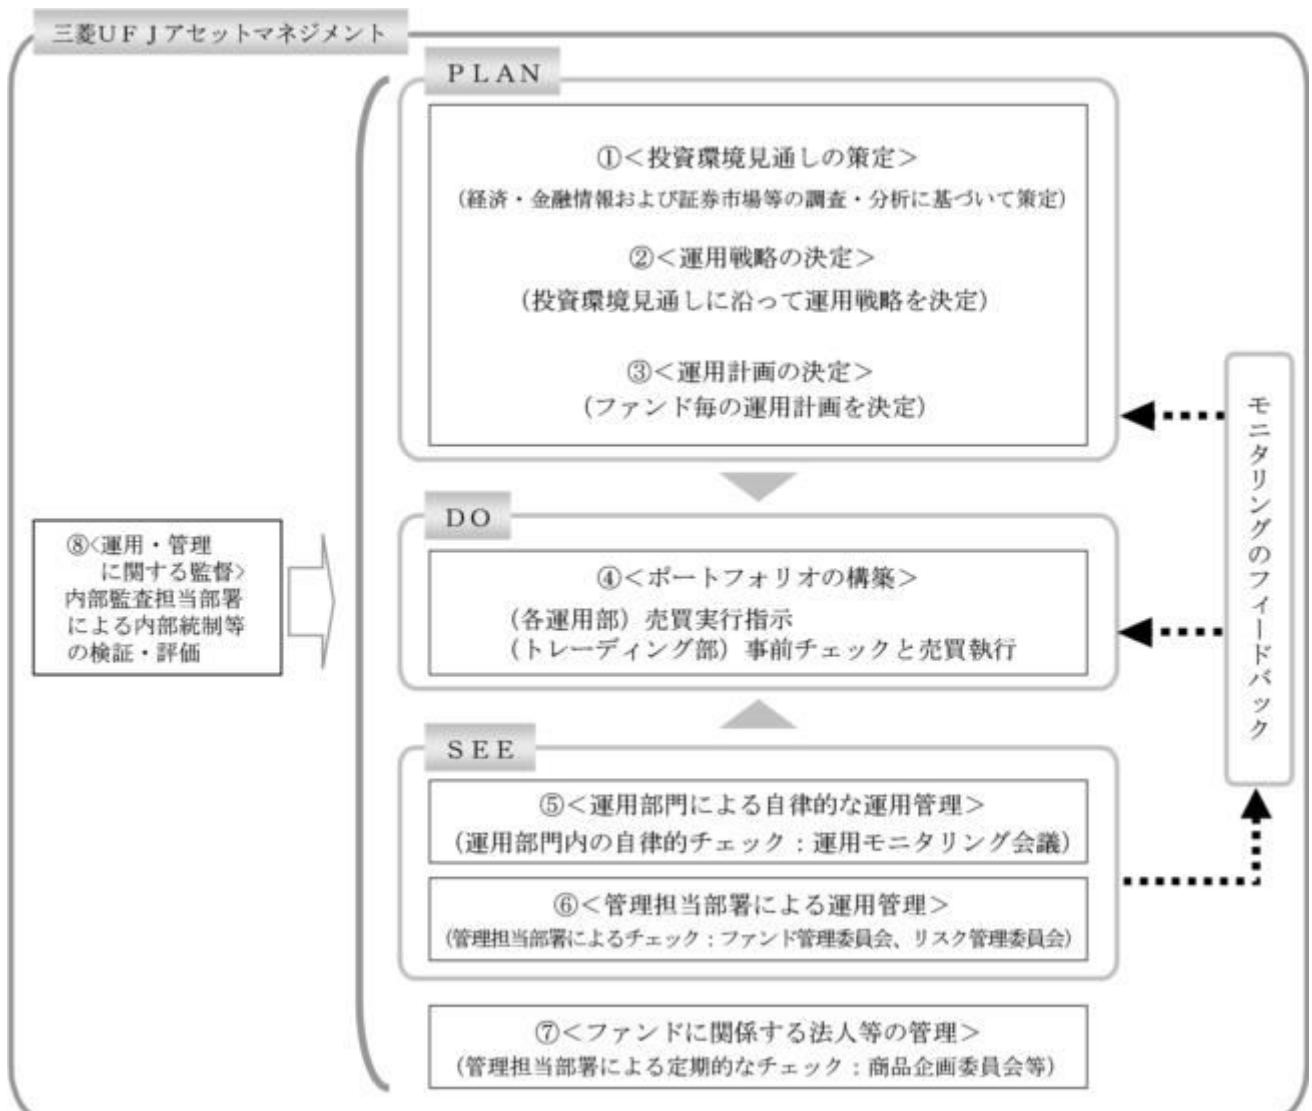 三菱ＵＦＪアセットマネジメント
ＰＬＡＮ
①＜投資環境見通しの策定＞
(経済・金融情報および証券市場等の調査・分析に基づいて策定)
②＜運用戦略の決定＞
(投資環境見通しに沿って運用戦略を決定)
③＜運用計画の決定＞
(ファンド毎の運用計画を決定)
ＤＯ
④＜ポートフォリオの構築＞
(各運用部) 売買実行指示
(トレーディング部) 事前チェックと売買執行
ＳＥＥ
⑤＜運用部門による自律的な運用管理＞
(運用部門内の自律的チェック：運用モニタリング会議)
⑥＜管理担当部署による運用管理＞
(管理担当部署によるチェック：ファンド管理委員会、リスク管理委員会)
⑦＜ファンドに関係する法人等の管理＞
(管理担当部署による定期的なチェック：商品企画委員会等)
⑧<運用・管理
に関する監督>
内部監査担当部署
による内部統制等
の検証・評価
モニタリングのフィードバック